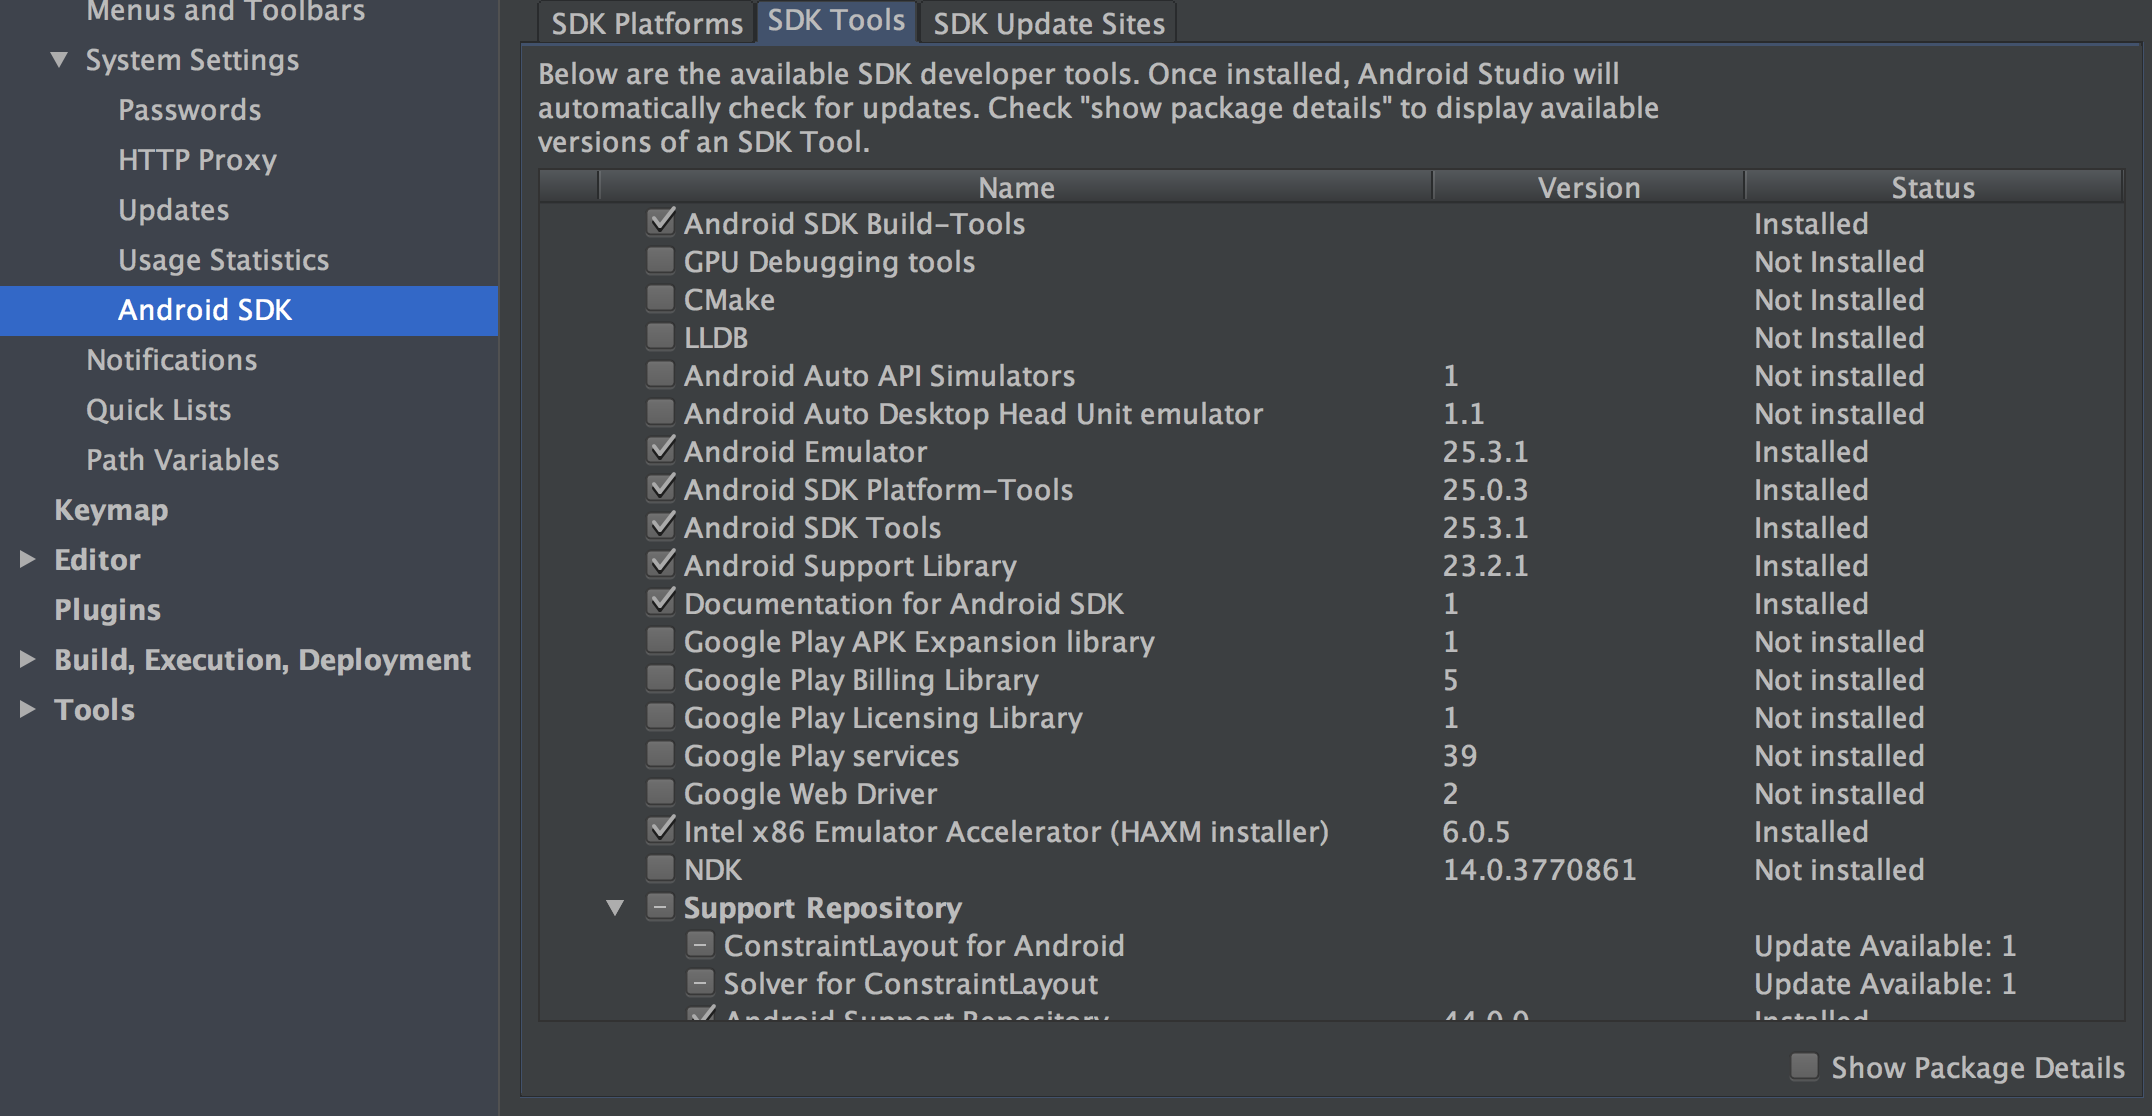 Menus and Toolbars
System Settings
Passwords
HTTP Proxy
Updates
Usage Statistics
Android SDK
Notifications
Quick Lists
Path Variables
Keymap
Editor
Plugins
Build, Execution, Deployment
Tools
SDK Platforms SDK Tools SDK Update Sites
Below are the available SDK developer tools. Once installed, Android Studio will
automatically check for updates. Check "show package details" to display available
versions of an SDK Tool.
Name Version Status
Android SDK Build-Tools Installed
GPU Debugging tools Not Installed
CMake Not Installed
LLDB Not Installed
Android Auto API Simulators 1 Not installed
Android Auto Desktop Head Unit emulator 1.1 Not installed
Android Emulator 25.3.1 Installed
Android SDK Platform-Tools 25.0.3 Installed
Android SDK Tools 25.3.1 Installed
Android Support Library 23.2.1 Installed
Documentation for Android SDK 1 Installed
Google Play APK Expansion library 1 Not installed
Google Play Billing Library 5 Not installed
Google Play Licensing Library 1 Not installed
Google Play services 39 Not installed
Google Web Driver 2 Not installed
Intel x86 Emulator Accelerator (HAXM installer) 6.0.5 Installed
NDK 14.0.3770861 Not installed
Support Repository
ConstraintLayout for Android Update Available: 1
Solver for ConstraintLayout Update Available: 1
Android Support Repository 44.0.0 Installed
Show Package Details